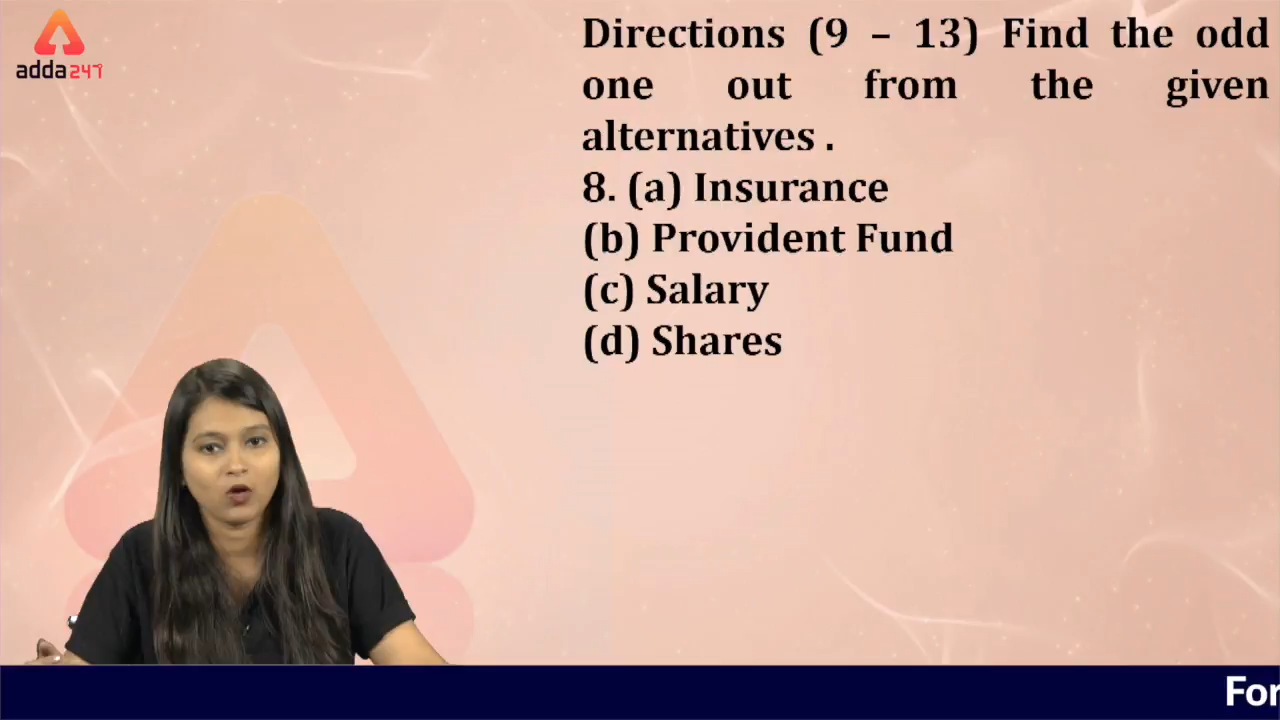 adda247
Directions (9 – 13) Find the odd
one out from the given
alternatives .
8. (a) Insurance
(b) Provident Fund
(c) Salary
(d) Shares
For